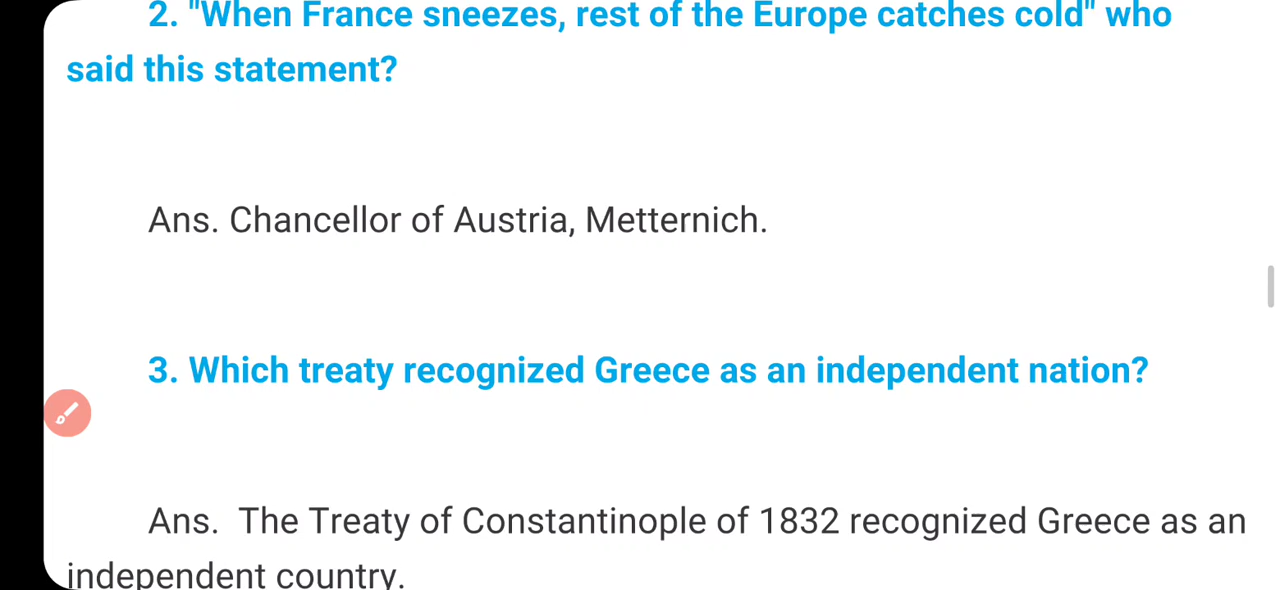 2. "When France sneezes, rest of the Europe catches cold" who
said this statement?
Ans. Chancellor of Austria, Metternich.
3. Which treaty recognized Greece as an independent nation?
Ans. The Treaty of Constantinople of 1832 recognized Greece as an
independent country.